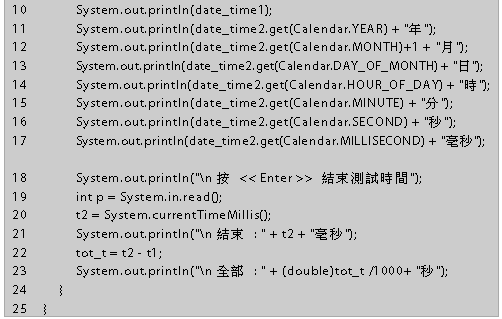 10 System.out.println(date_time1);
11 System.out.println(date_time2.get(Calendar.YEAR) + "年");
12 System.out.println(date_time2.get(Calendar.MONTH)+1 + "月");
13 System.out.println(date_time2.get(Calendar.DAY_OF_MONTH) + "日");
14 System.out.println(date_time2.get(Calendar.HOUR_OF_DAY) + "時");
15 System.out.println(date_time2.get(Calendar.MINUTE) + "分");
16 System.out.println(date_time2.get(Calendar.SECOND) + "秒");
17 System.out.println(date_time2.get(Calendar.MILLISECOND) + "毫秒");
18 System.out.println("\n 按 << Enter >> 結束測試時間");
19 int p = System.in.read();
20 t2 = System.currentTimeMillis();
21 System.out.println("\n 結束 : " + t2 + "毫秒");
22 tot_t = t2 - t1;
23 System.out.println("\n 全部 : " + (double)tot_t /1000+ "秒");
24 }
25 }